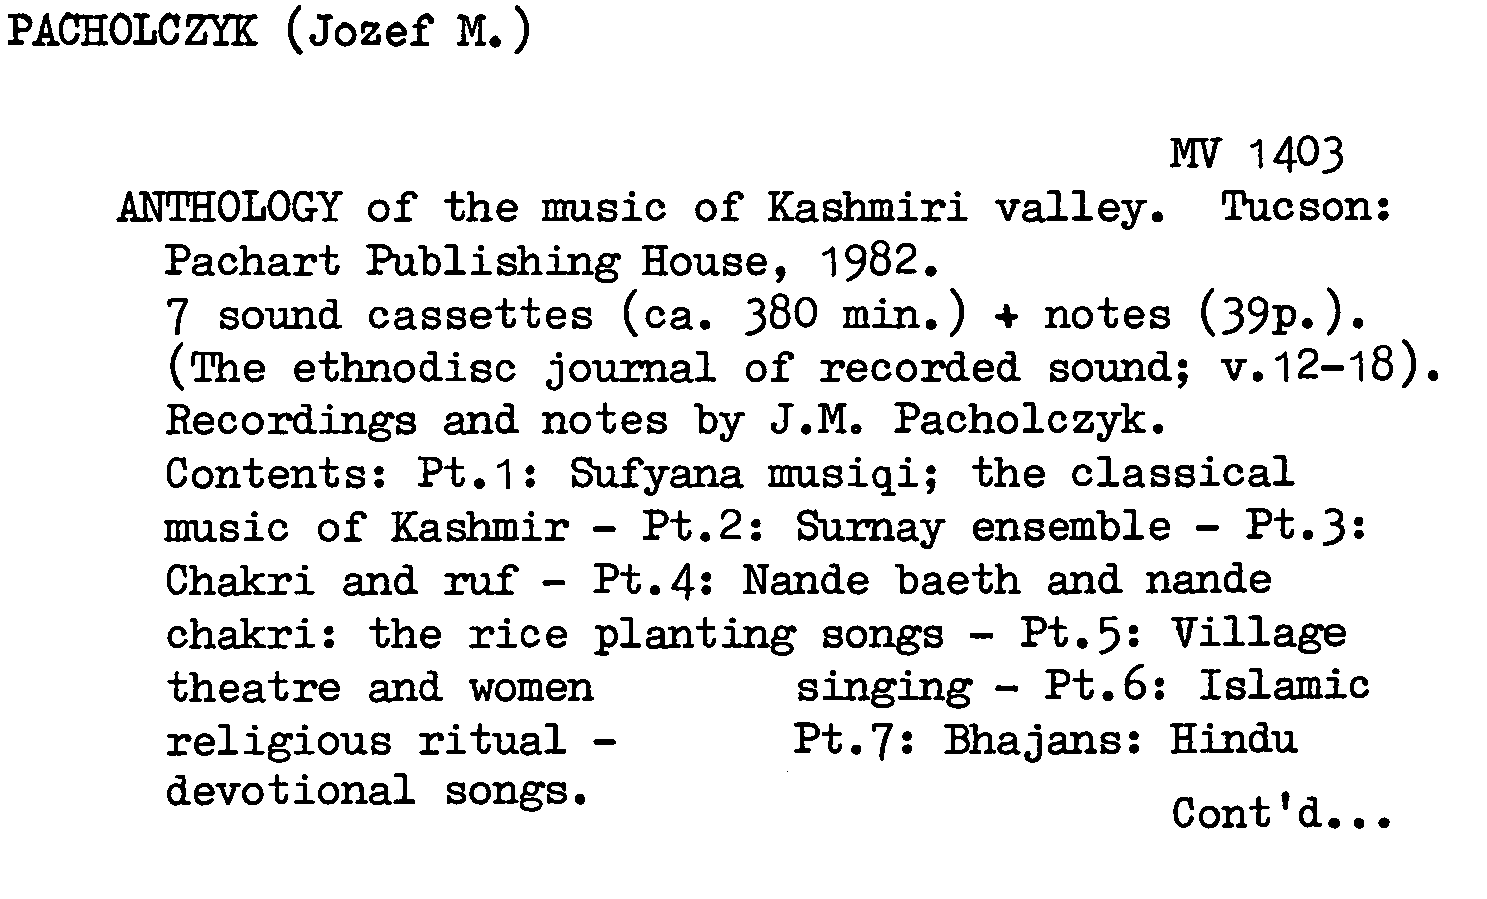 PACHOLCZYK (Jozef M.)
MV 1403
ANTHOLOGY of the music of Kashmiri valley. Tucson:
Pachart Publishing House, 1982.
7 sound cassettes (ca. 380 min.) + notes (39p.).
(The ethnodisc journal of recorded sound; v.12-18).
Recordings and notes by J.M. Pacholczyk.
Contents: Pt.1: Sufyana musiqi; the classical
music of Kashmir - Pt.2: Surnay ensemble - Pt.3:
Chakri and ruf - Pt.4: Nande baeth and nande
chakri: the rice planting songs - Pt.5: Village
theatre and women singing - Pt.6: Islamic
religious ritual - Pt.7: Bhajans: Hindu
devotional songs.
Cont'd...